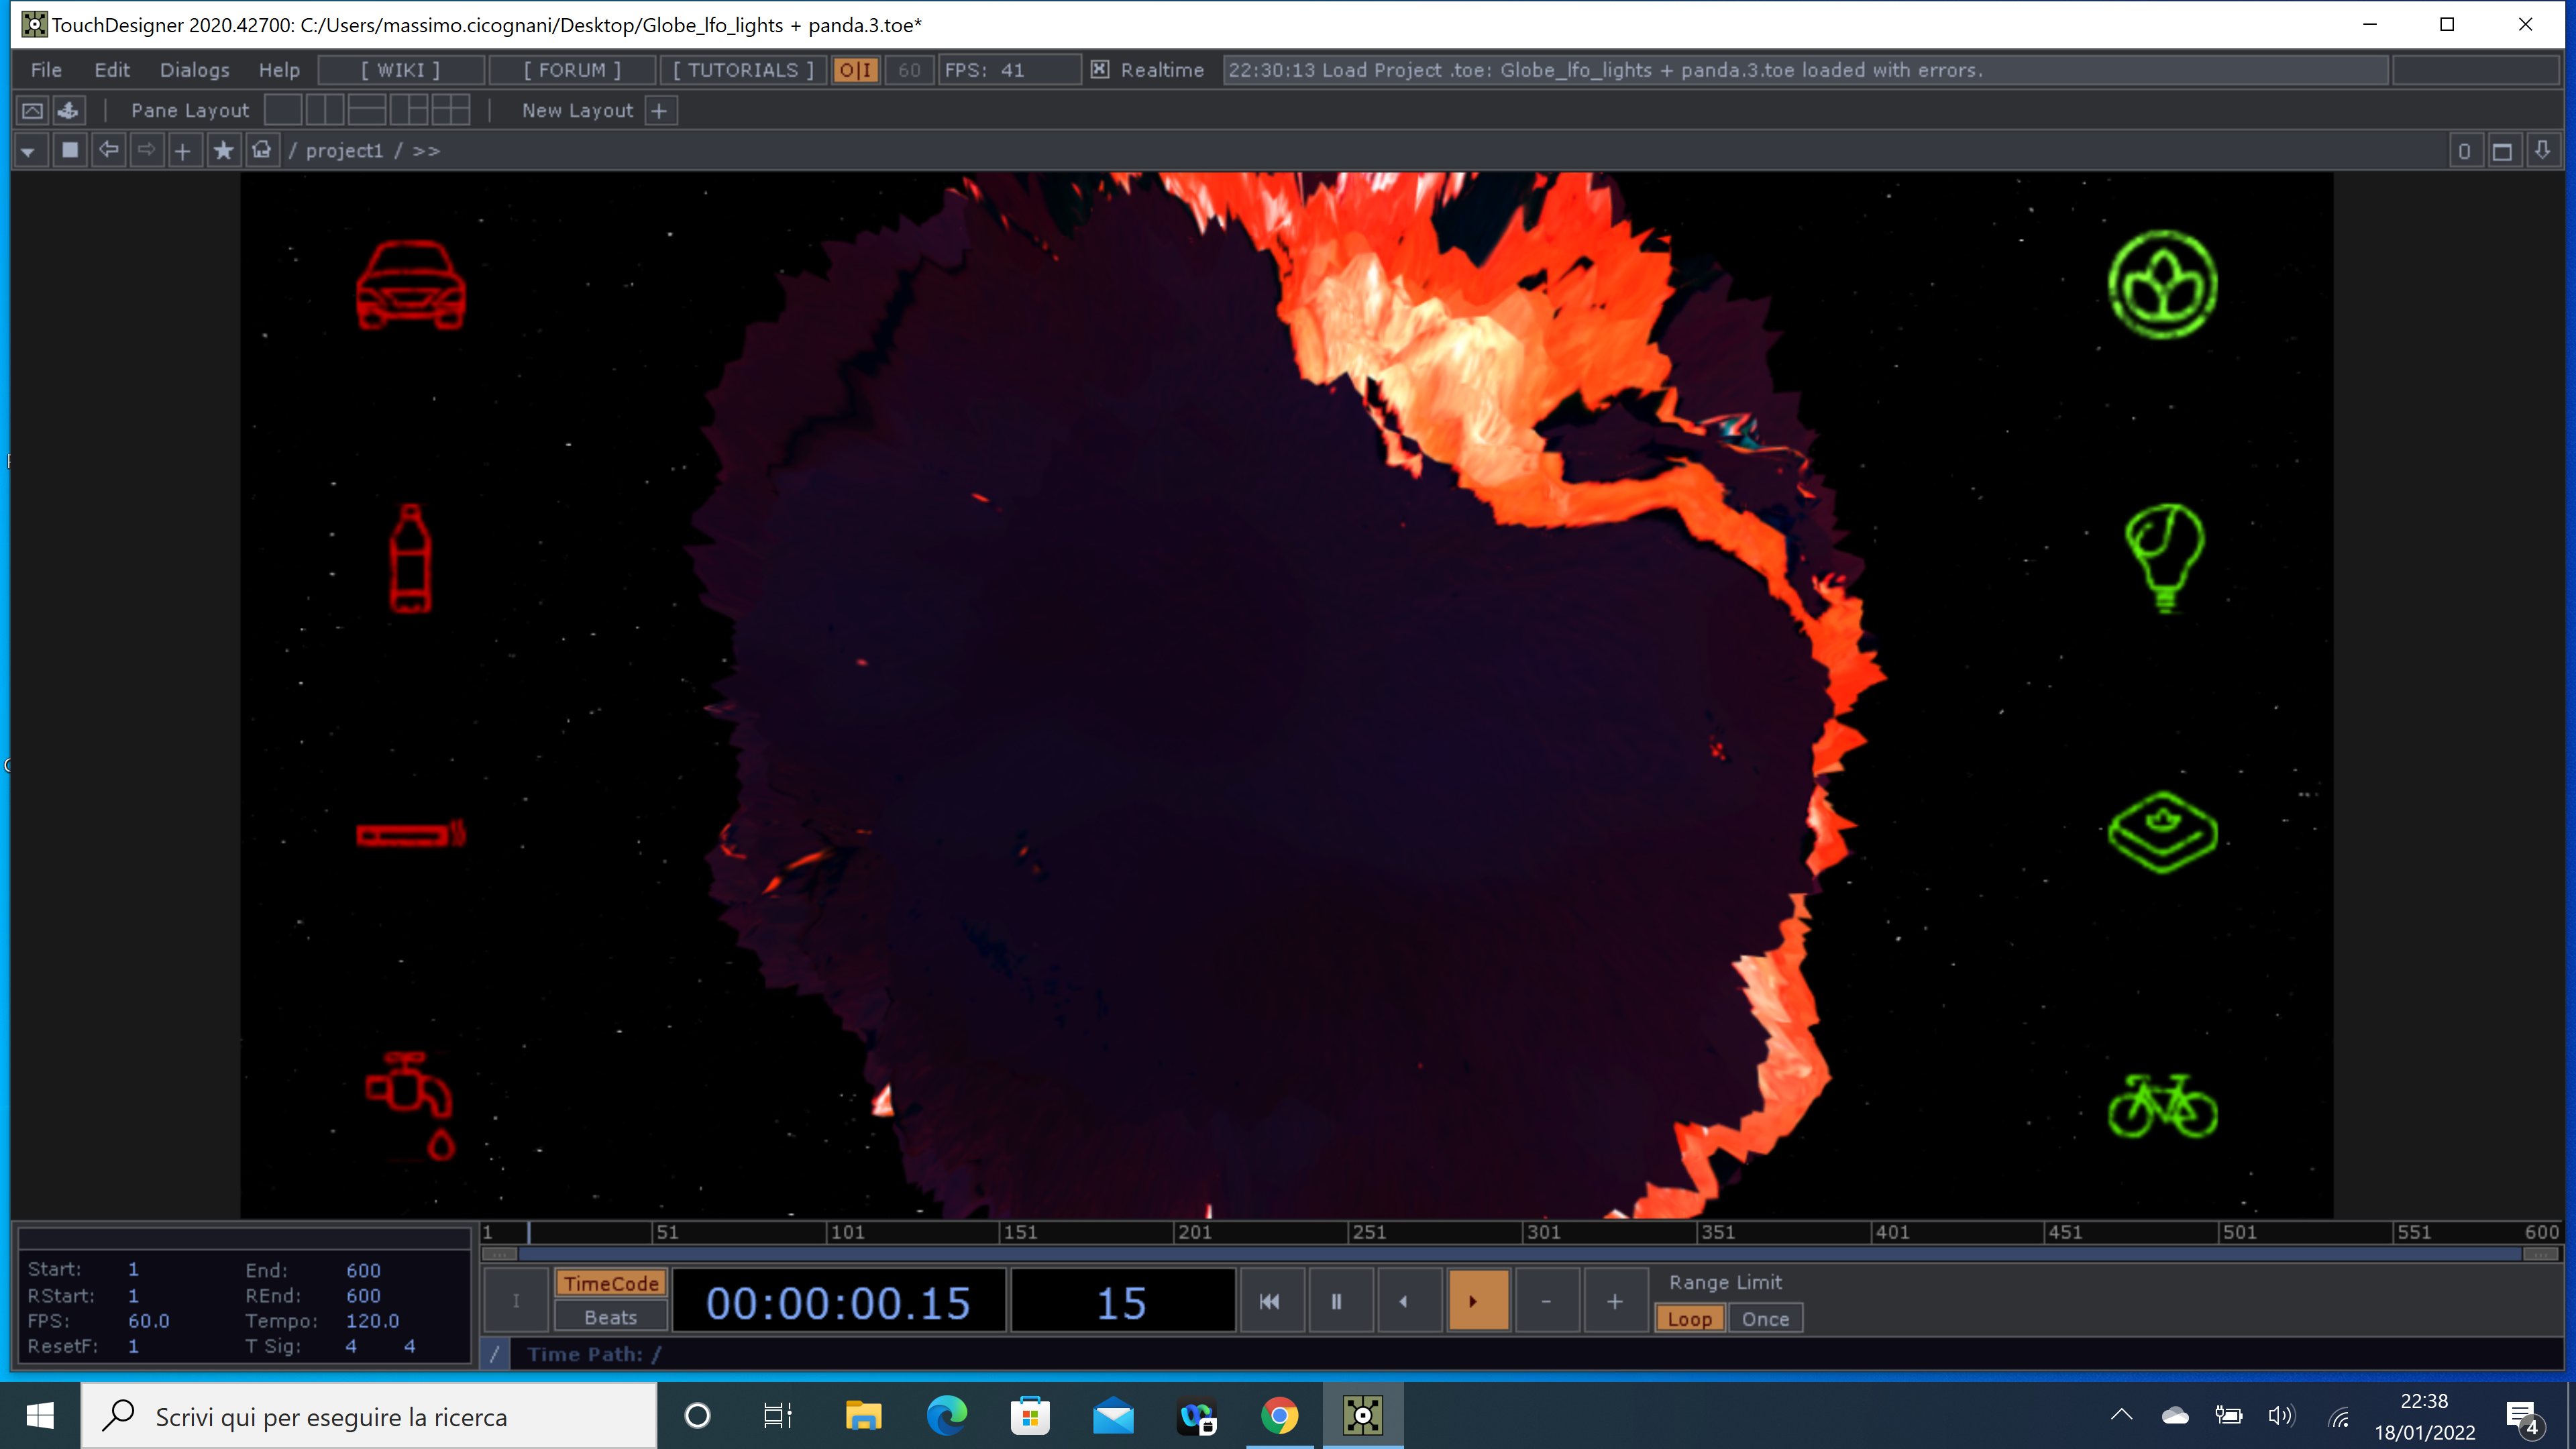 TouchDesigner 2020.42700: C:/Users/massimo.cicognani/Desktop/Globe_lfo_lights + panda.3.toe*
File Edit Dialogs Help [ WIKI ] [ FORUM ] [ TUTORIALS ] O|I 60 FPS: 41 Realtime 22:30:13 Load Project .toe: Globe_lfo_lights + panda.3.toe loaded with errors.
Pane Layout New Layout +
+ / project1 / >> 0
1 51 101 151 201 251 301 351 401 451 501 551 600
Start: 1 End: 600
RStart: 1 REnd: 600
FPS: 60.0 Tempo: 120.0
ResetF: 1 T Sig: 4 4
I TimeCode Beats 00:00:00.15 15 - + Range Limit
Loop Once
/ Time Path: /
Scrivi qui per eseguire la ricerca
22:38
18/01/2022
4